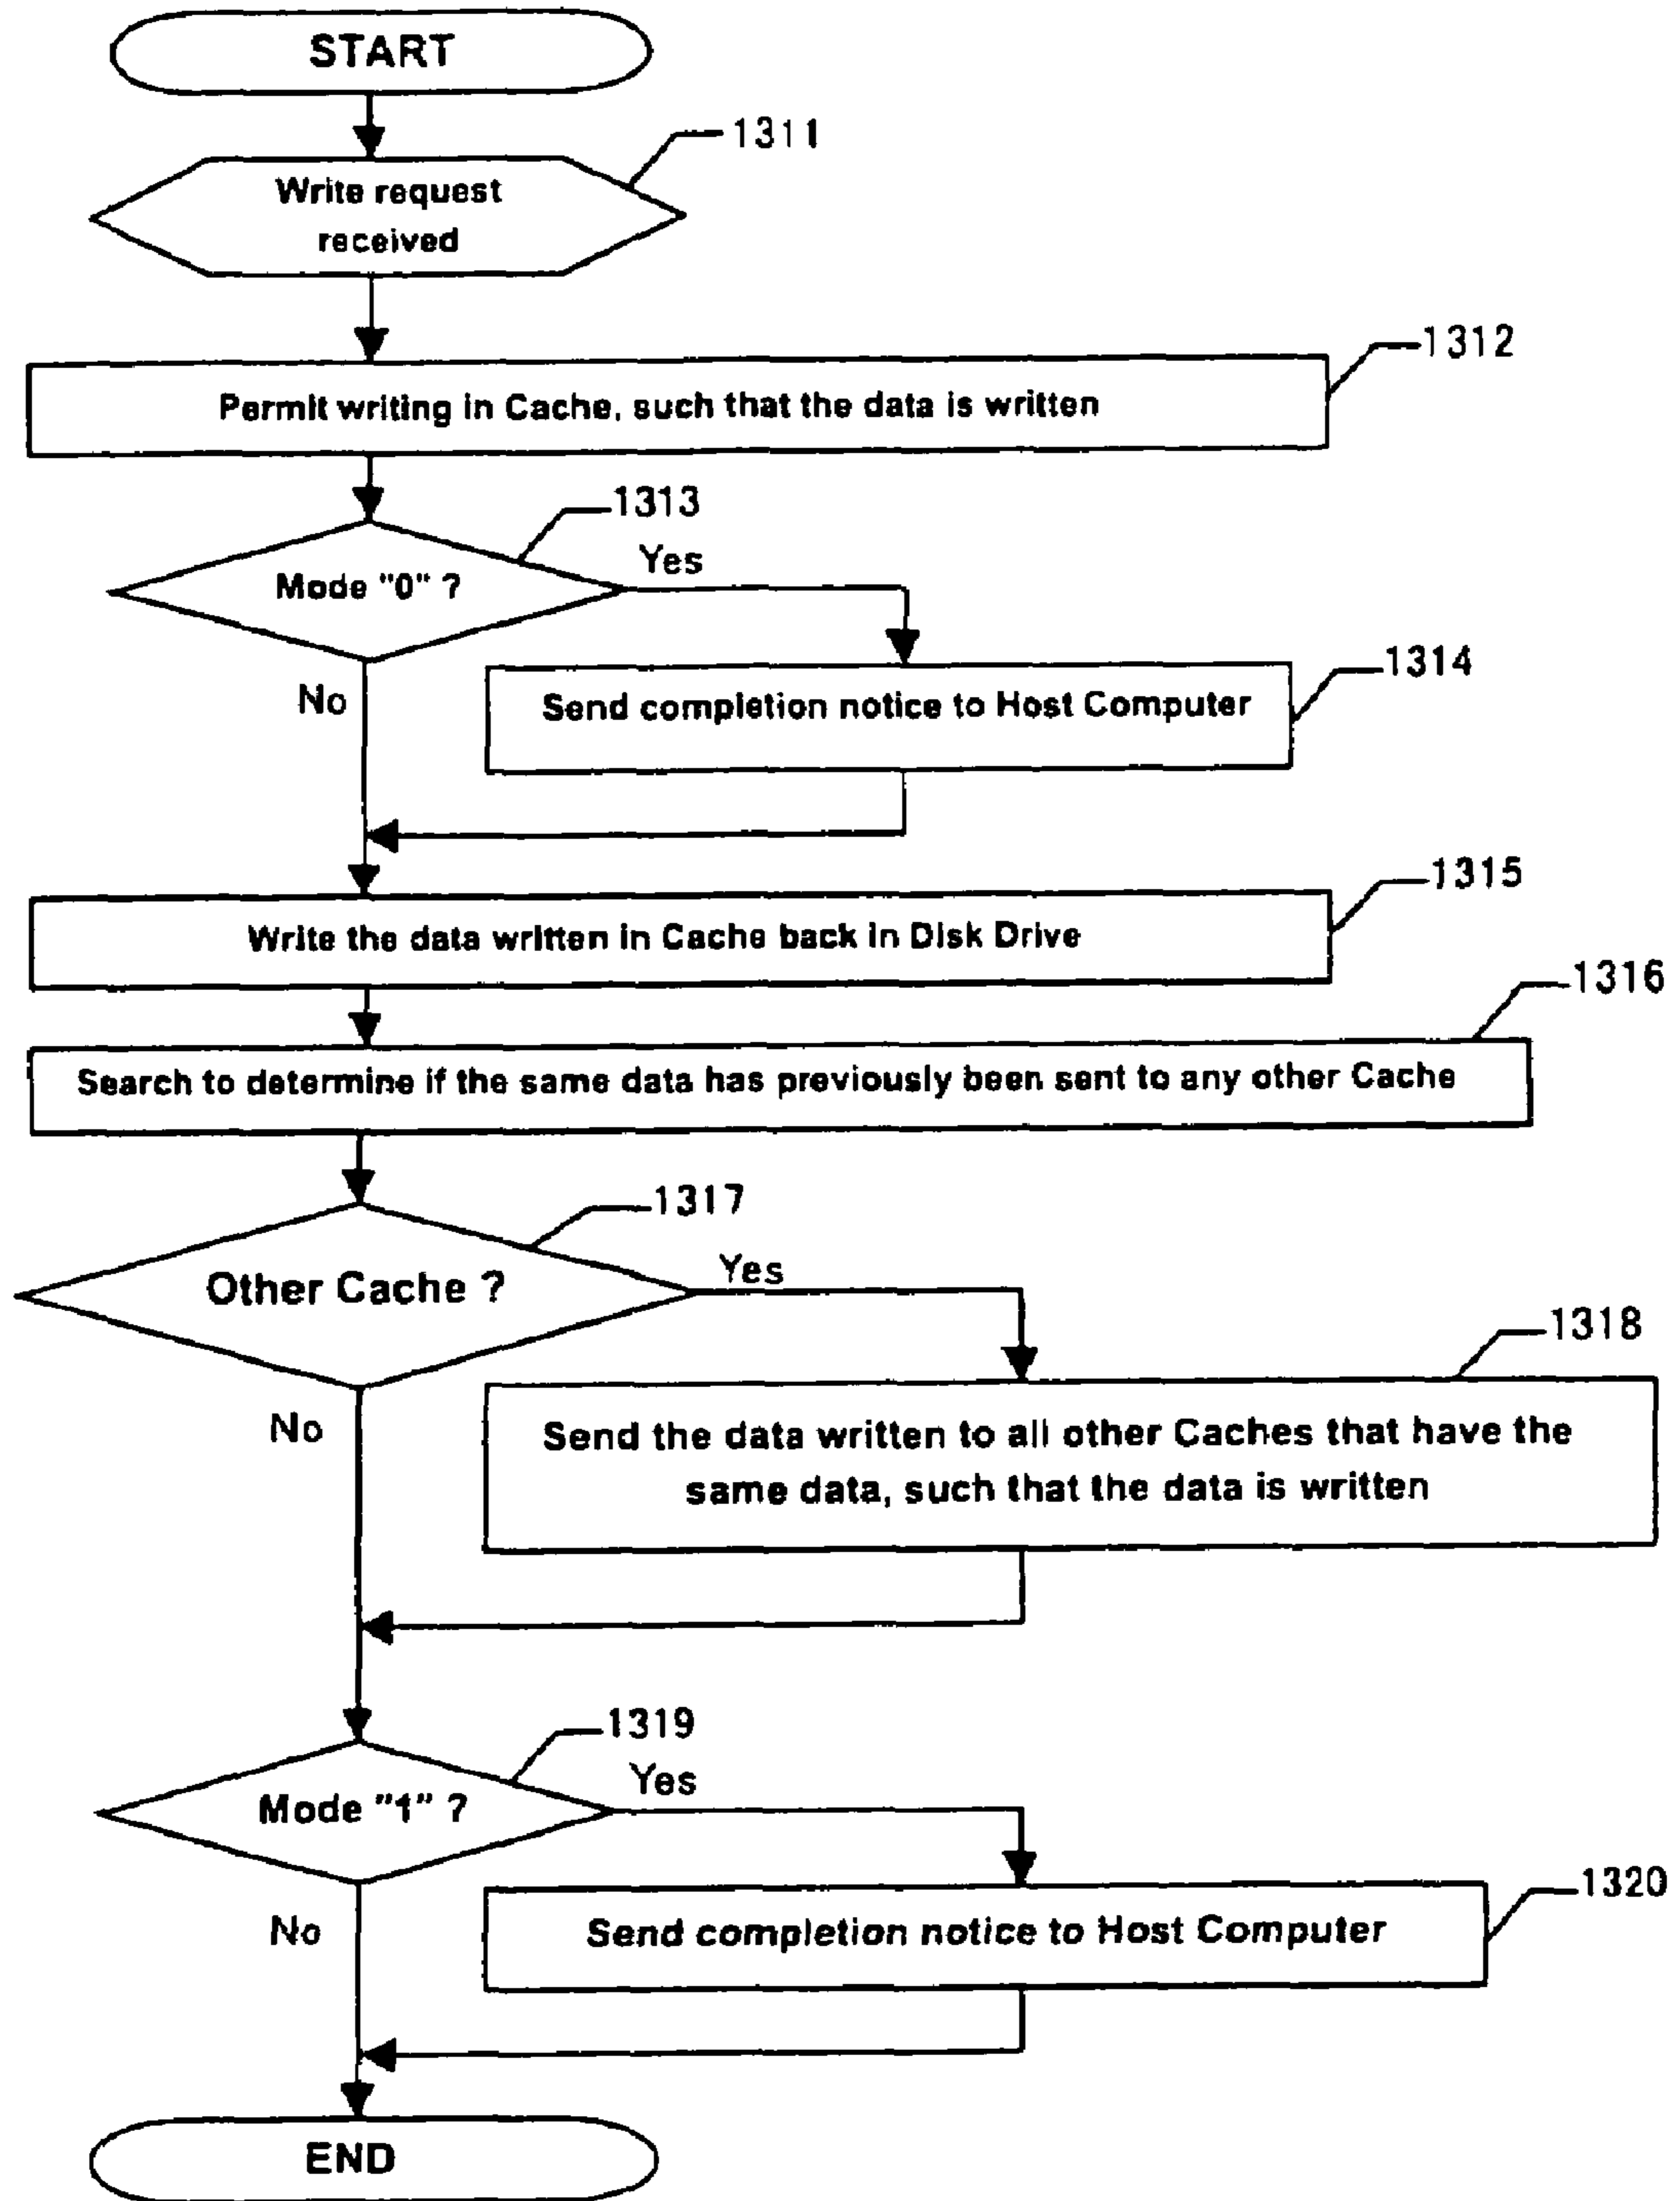 START
1311
Write request
received
1312
Permit writing in Cache, such that the data is written
1313
Mode "0" ?
Yes
No
1314
Send completion notice to Host Computer
1315
Write the data written in Cache back in Disk Drive
1316
Search to determine if the same data has previously been sent to any other Cache
1317
Other Cache ?
Yes
No
1318
Send the data written to all other Caches that have the
same data, such that the data is written
1319
Mode "1" ?
Yes
No
1320
Send completion notice to Host Computer
END